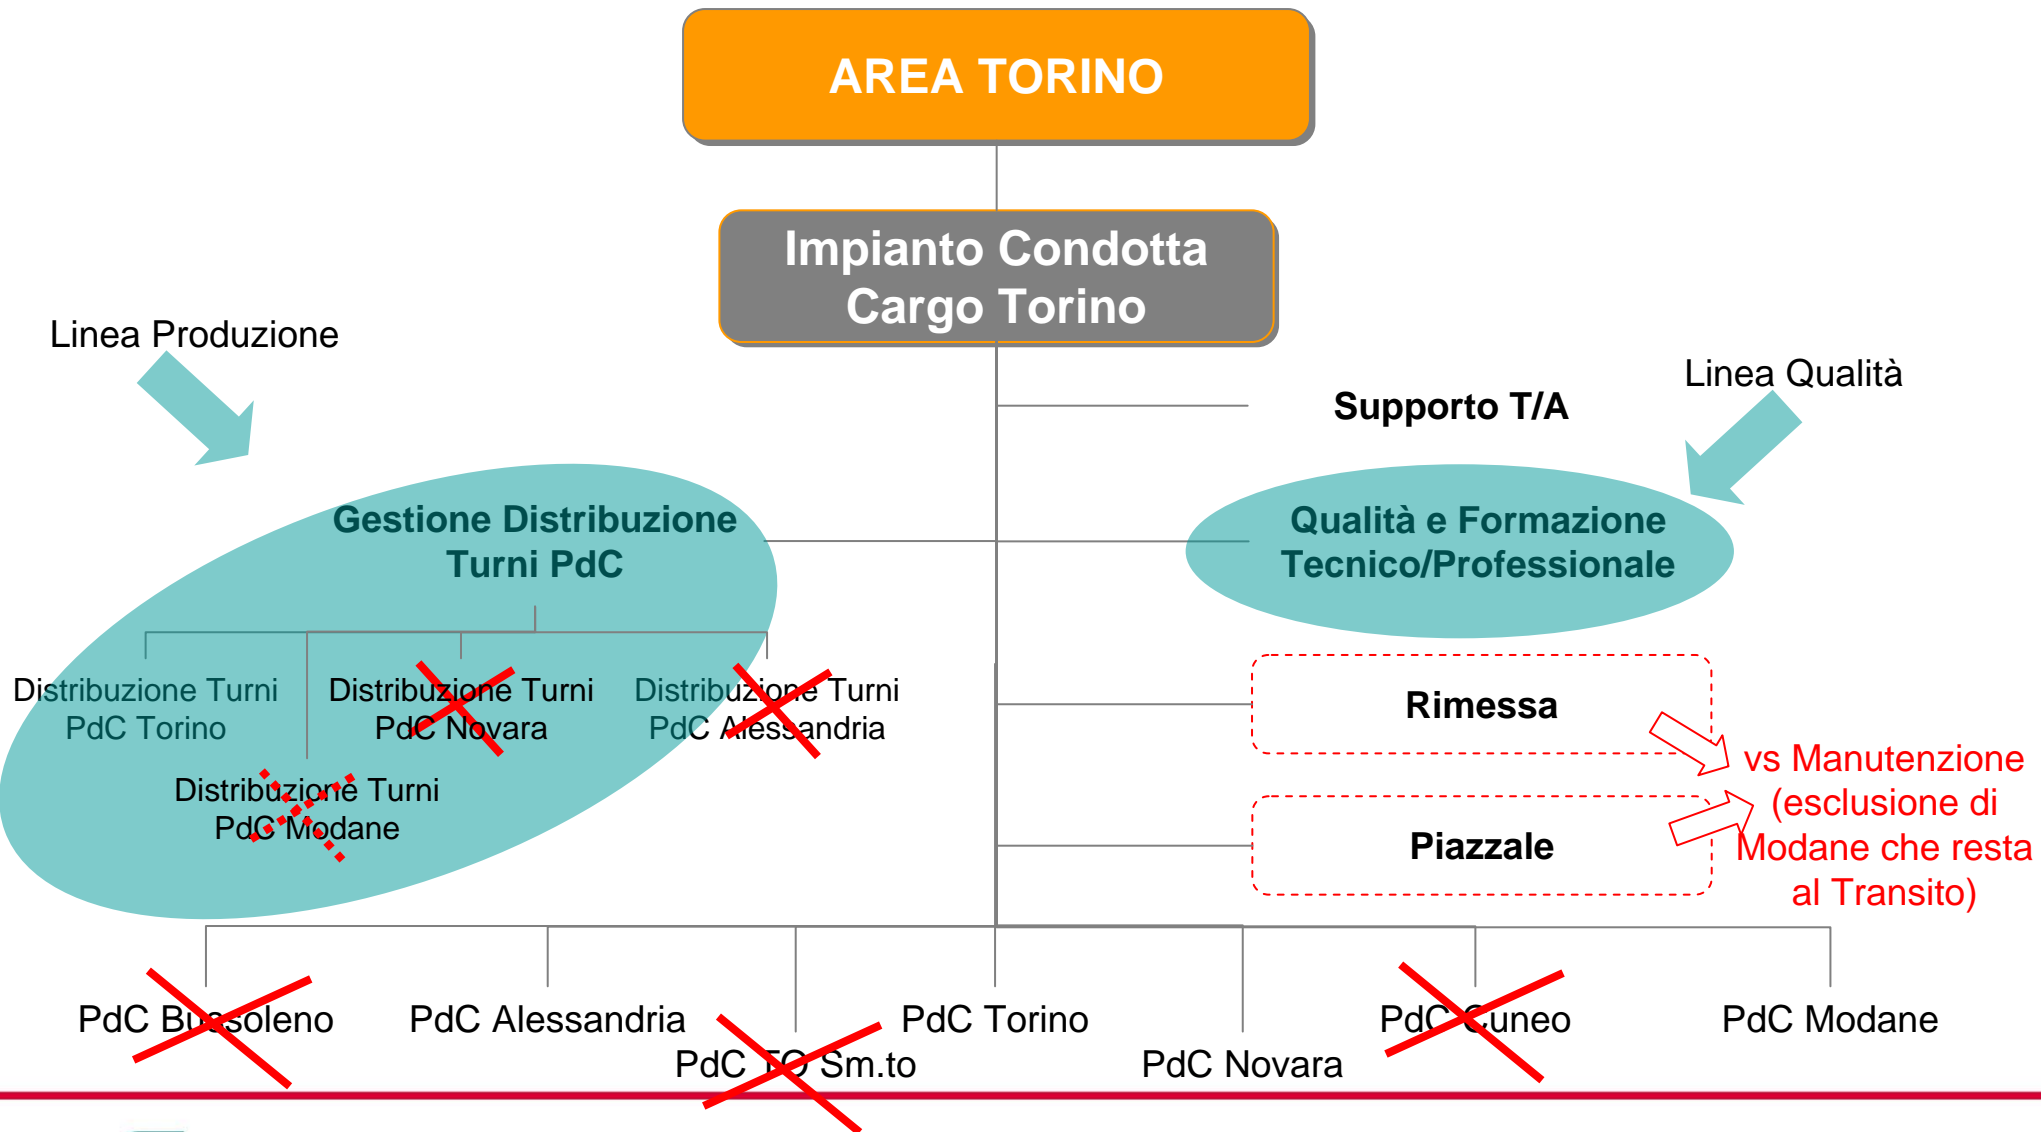 AREA TORINO
Impianto Condotta
Cargo Torino
Linea Produzione
Linea Qualità
Supporto T/A
Gestione Distribuzione
Turni PdC
Qualità e Formazione
Tecnico/Professionale
Distribuzione Turni
PdC Torino
Distribuzione Turni
PdC Novara
Distribuzione Turni
PdC Alessandria
Distribuzione Turni
PdC Modane
Rimessa
Piazzale
vs Manutenzione
(esclusione di
Modane che resta
al Transito)
PdC Bussoleno
PdC Alessandria
PdC TO Sm.to
PdC Torino
PdC Novara
PdC Cuneo
PdC Modane